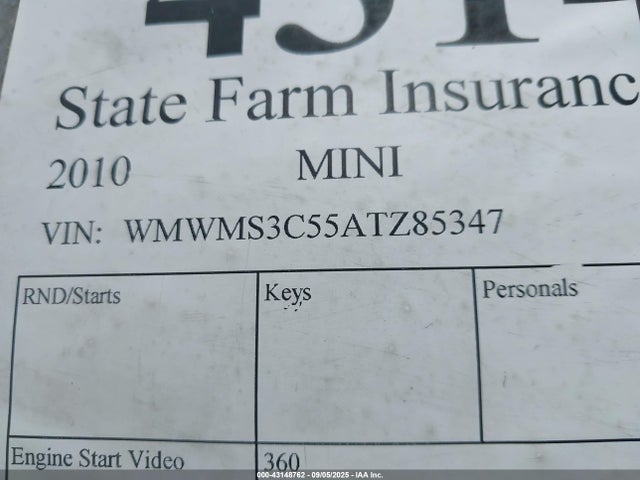 State Farm Insuranc
2010 MINI
VIN: WMWMS3C55ATZ85347
RND/Starts Keys Personals
Engine Start Video 360
000-43148762 - 09/05/2025 - IAA Inc.